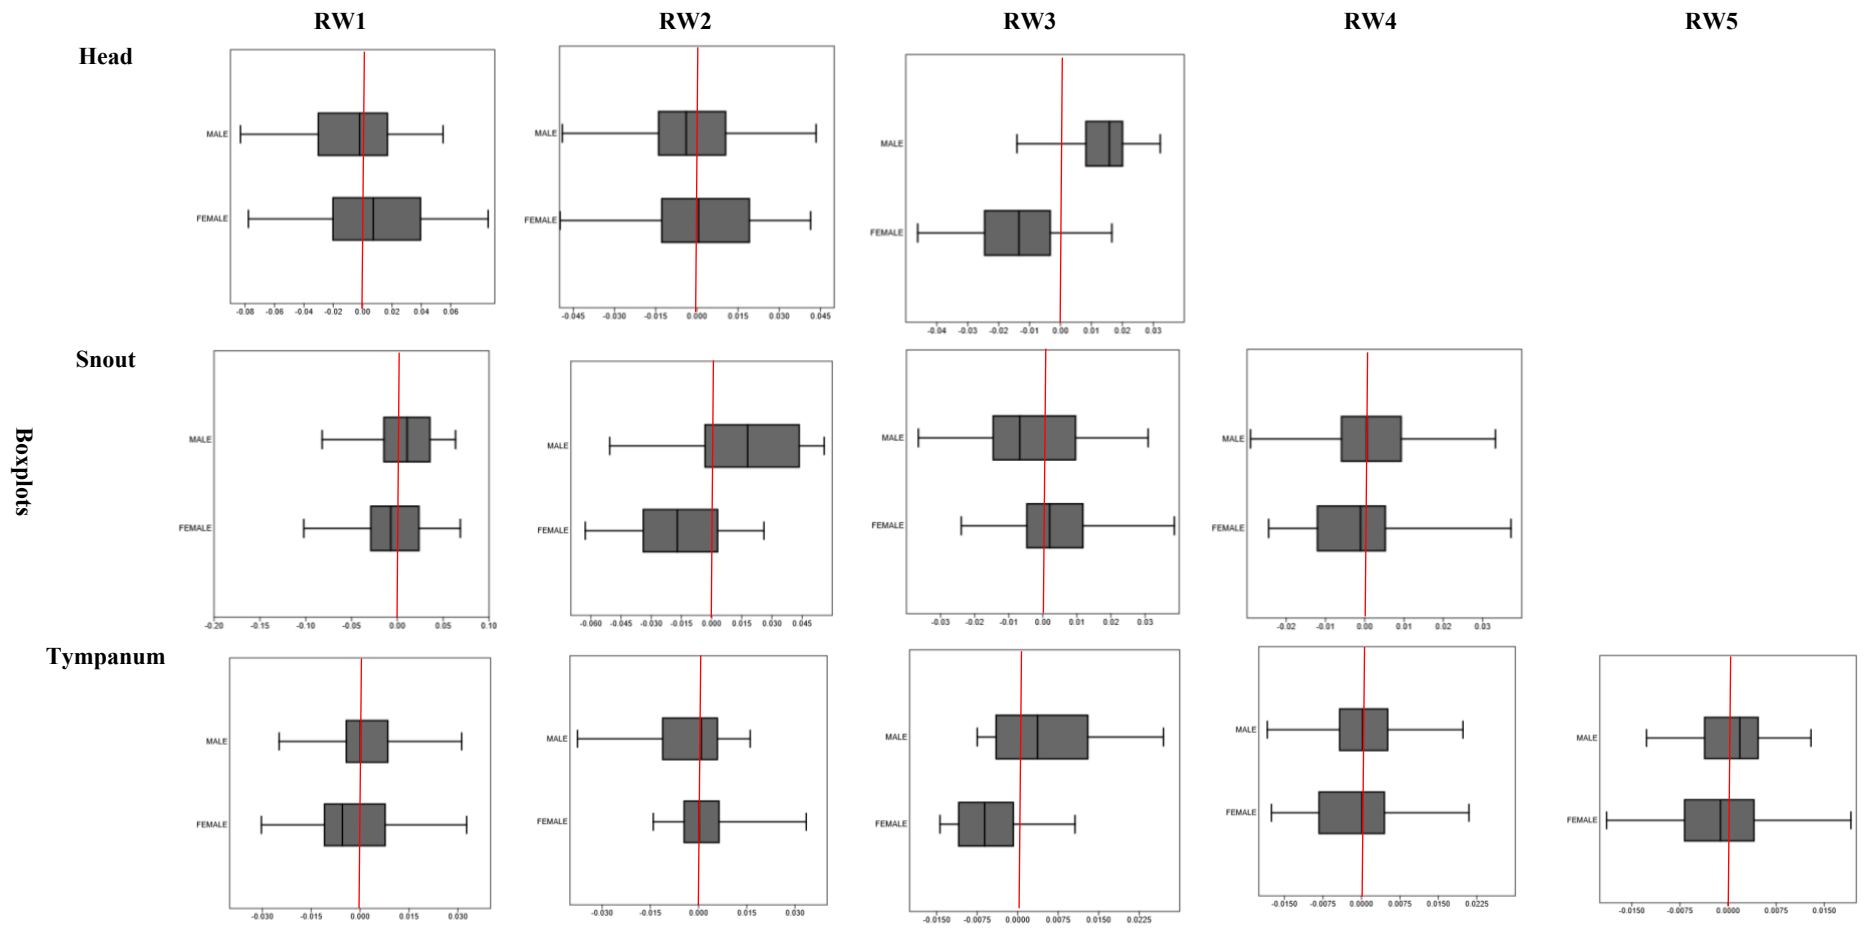 RW1 RW2 RW3 RW4 RW5
Head
MALE
FEMALE
-0.08 -0.06 -0.04 -0.02 0.00 0.02 0.04 0.06
MALE
FEMALE
-0.045 -0.030 -0.015 0.000 0.015 0.030 0.045
MALE
FEMALE
-0.04 -0.03 -0.02 -0.01 0.00 0.01 0.02 0.03
Snout
MALE
FEMALE
-0.20 -0.15 -0.10 -0.05 0.00 0.05 0.10
MALE
FEMALE
-0.060 -0.045 -0.030 -0.015 0.000 0.015 0.030 0.045
MALE
FEMALE
-0.03 -0.02 -0.01 0.00 0.01 0.02 0.03
MALE
FEMALE
-0.02 -0.01 0.00 0.01 0.02 0.03
Boxplots
Tympanum
MALE
FEMALE
-0.030 -0.015 0.000 0.015 0.030
MALE
FEMALE
-0.030 -0.015 0.000 0.015 0.030
MALE
FEMALE
-0.0150 -0.0075 0.0000 0.0075 0.0150 0.0225
MALE
FEMALE
-0.0150 -0.0075 0.0000 0.0075 0.0150 0.0225
MALE
FEMALE
-0.0150 -0.0075 0.0000 0.0075 0.0150